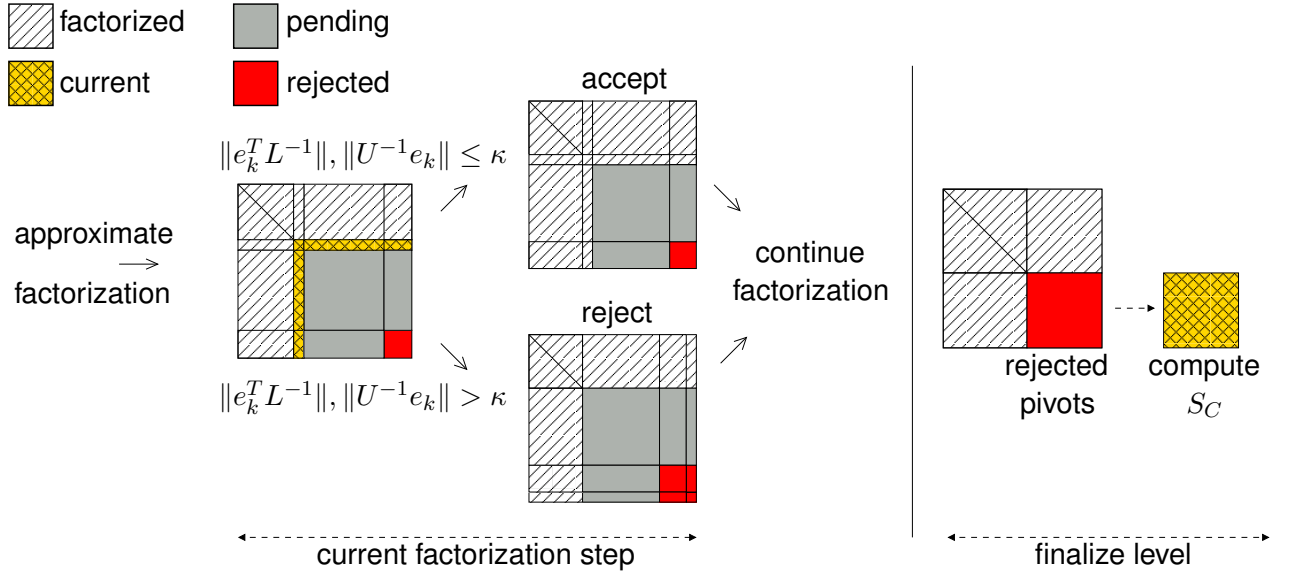 factorized
pending
current
rejected
accept
‖e_k^T L^{-1}‖, ‖U^{-1} e_k‖ ≤ κ
approximate
factorization
continue
factorization
reject
‖e_k^T L^{-1}‖, ‖U^{-1} e_k‖ > κ
rejected
pivots
compute
S_C
current factorization step
finalize level